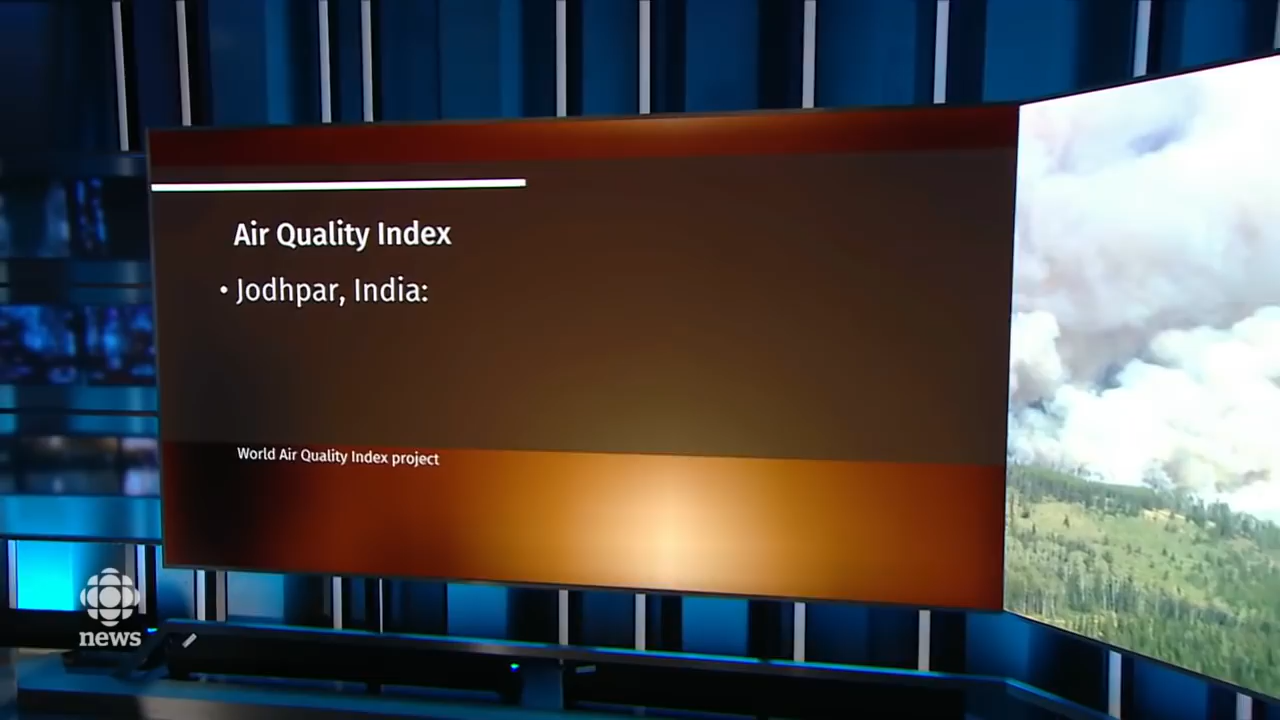 Air Quality Index
• Jodhpar, India:
World Air Quality Index project
news